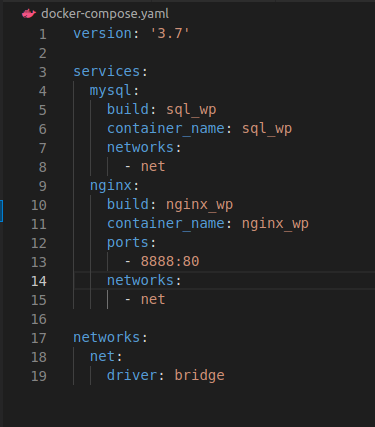 docker-compose.yaml
1 version: '3.7'
2
3 services:
4   mysql:
5     build: sql_wp
6     container_name: sql_wp
7     networks:
8       - net
9   nginx:
10     build: nginx_wp
11     container_name: nginx_wp
12     ports:
13       - 8888:80
14     networks:
15       - net
16
17 networks:
18   net:
19     driver: bridge